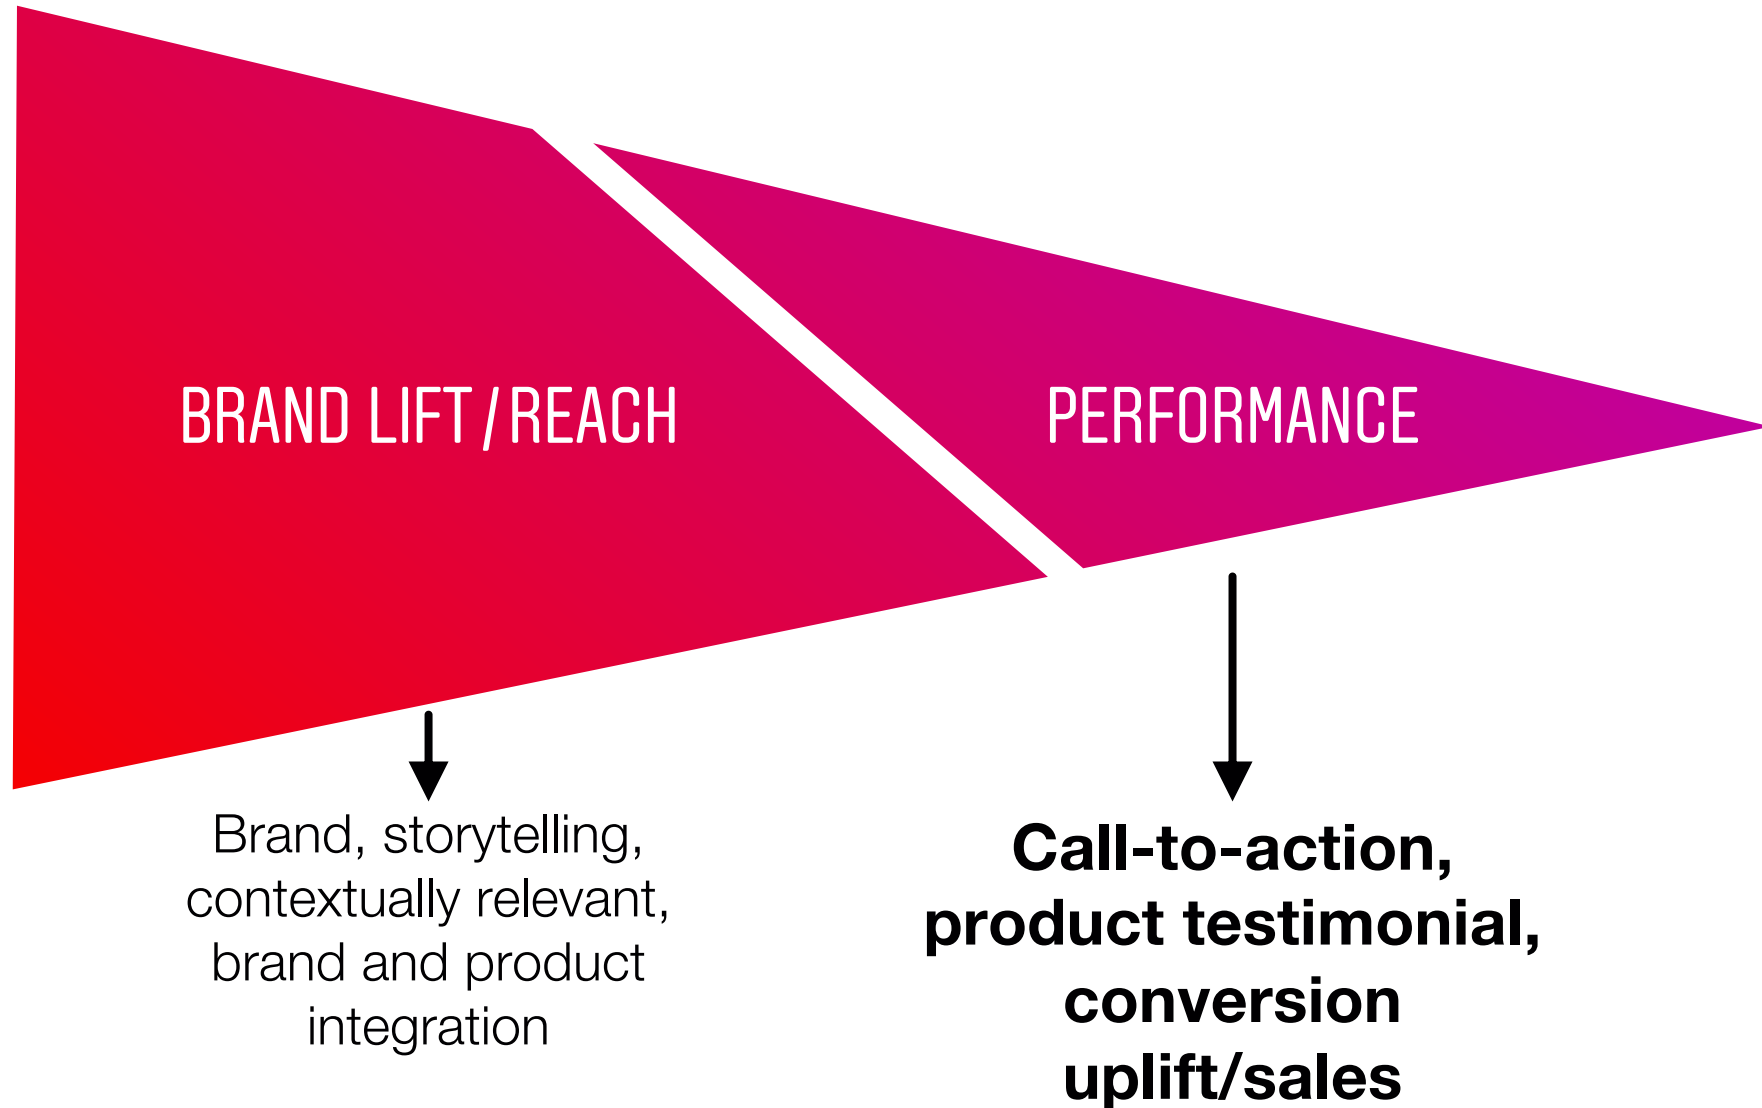 BRAND LIFT / REACH
PERFORMANCE
Brand, storytelling,
contextually relevant,
brand and product
integration
Call-to-action,
product testimonial,
conversion
uplift/sales